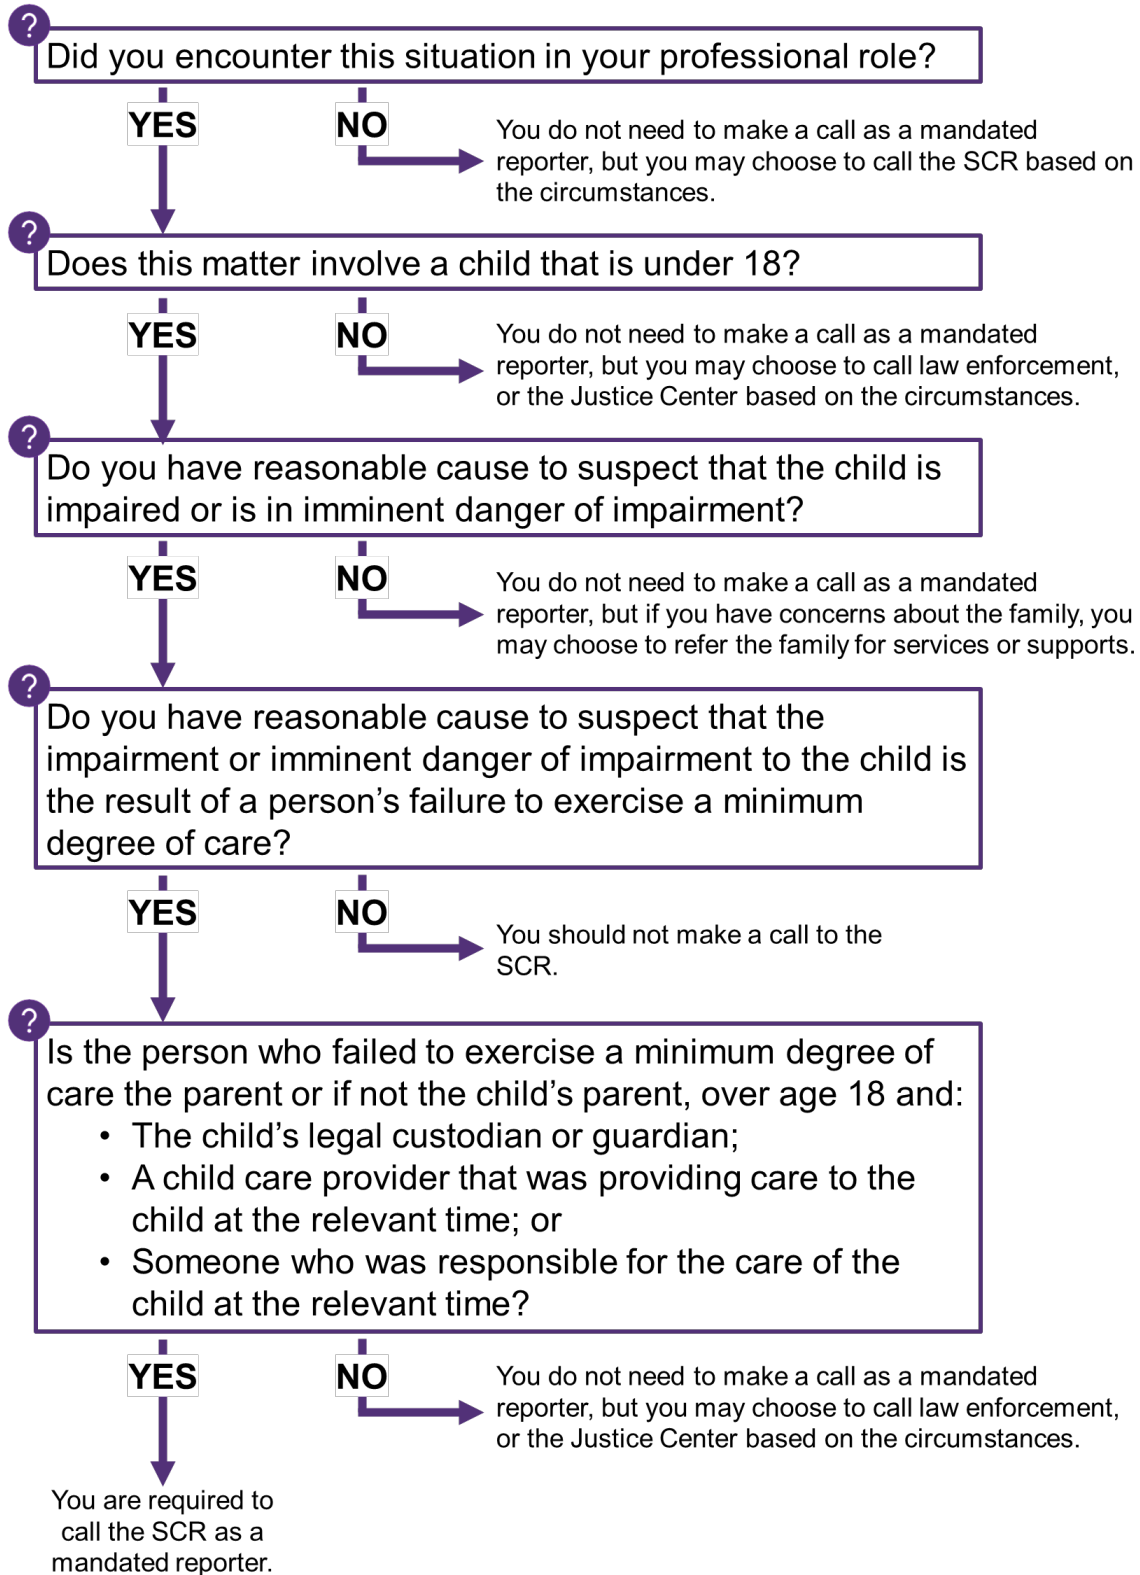 ?
Did you encounter this situation in your professional role?
YES
NO
You do not need to make a call as a mandated
reporter, but you may choose to call the SCR based on
the circumstances.
?
Does this matter involve a child that is under 18?
YES
NO
You do not need to make a call as a mandated
reporter, but you may choose to call law enforcement,
or the Justice Center based on the circumstances.
?
Do you have reasonable cause to suspect that the child is
impaired or is in imminent danger of impairment?
YES
NO
You do not need to make a call as a mandated
reporter, but if you have concerns about the family, you
may choose to refer the family for services or supports.
?
Do you have reasonable cause to suspect that the
impairment or imminent danger of impairment to the child is
the result of a person’s failure to exercise a minimum
degree of care?
YES
NO
You should not make a call to the
SCR.
?
Is the person who failed to exercise a minimum degree of
care the parent or if not the child’s parent, over age 18 and:
• The child’s legal custodian or guardian;
• A child care provider that was providing care to the
child at the relevant time; or
• Someone who was responsible for the care of the
child at the relevant time?
YES
NO
You do not need to make a call as a mandated
reporter, but you may choose to call law enforcement,
or the Justice Center based on the circumstances.
You are required to
call the SCR as a
mandated reporter.